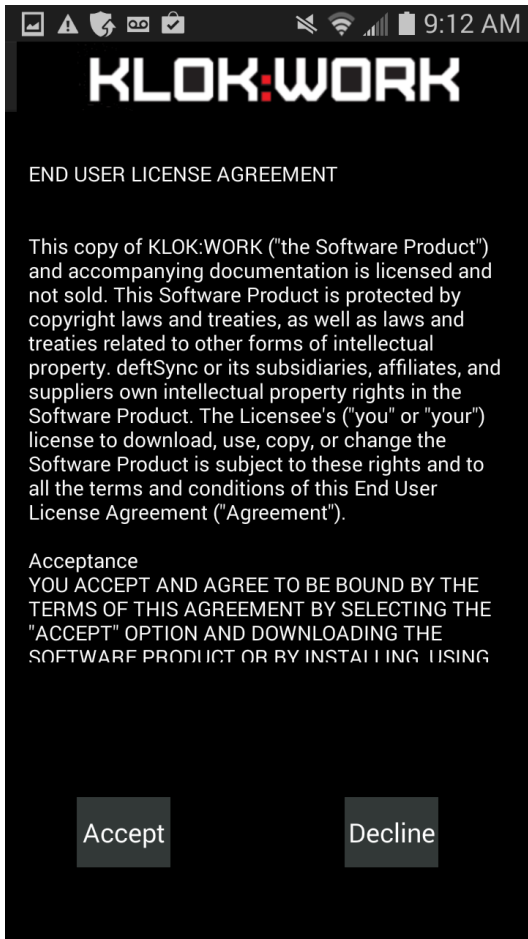 9:12 AM
KLOK:WORK
END USER LICENSE AGREEMENT
This copy of KLOK:WORK ("the Software Product")
and accompanying documentation is licensed and
not sold. This Software Product is protected by
copyright laws and treaties, as well as laws and
treaties related to other forms of intellectual
property. deftSync or its subsidiaries, affiliates, and
suppliers own intellectual property rights in the
Software Product. The Licensee's ("you" or "your")
license to download, use, copy, or change the
Software Product is subject to these rights and to
all the terms and conditions of this End User
License Agreement ("Agreement").
Acceptance
YOU ACCEPT AND AGREE TO BE BOUND BY THE
TERMS OF THIS AGREEMENT BY SELECTING THE
"ACCEPT" OPTION AND DOWNLOADING THE
SOFTWARE PRODUCT OR BY INSTALLING, USING,
Accept Decline